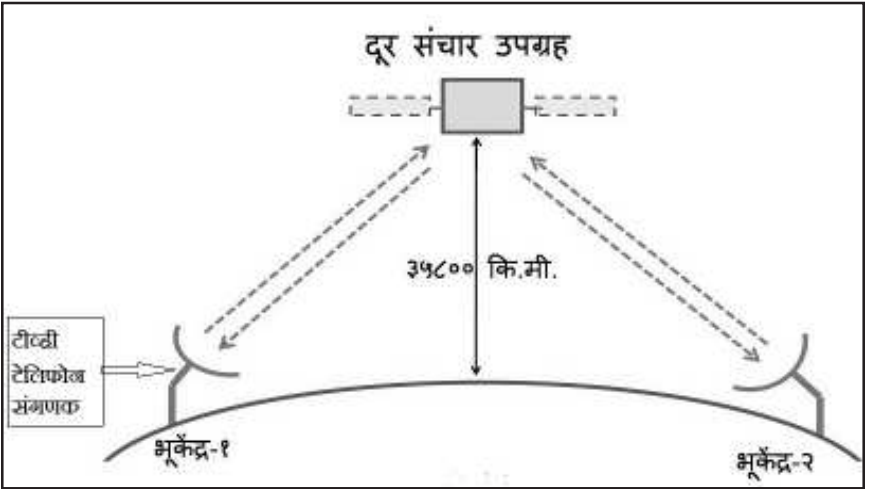 दूर संचार उपग्रह
३५८०० कि.मी.
टीव्ही
टेलिफोन
संगणक
भूकेंद्र-१
भूकेंद्र-२